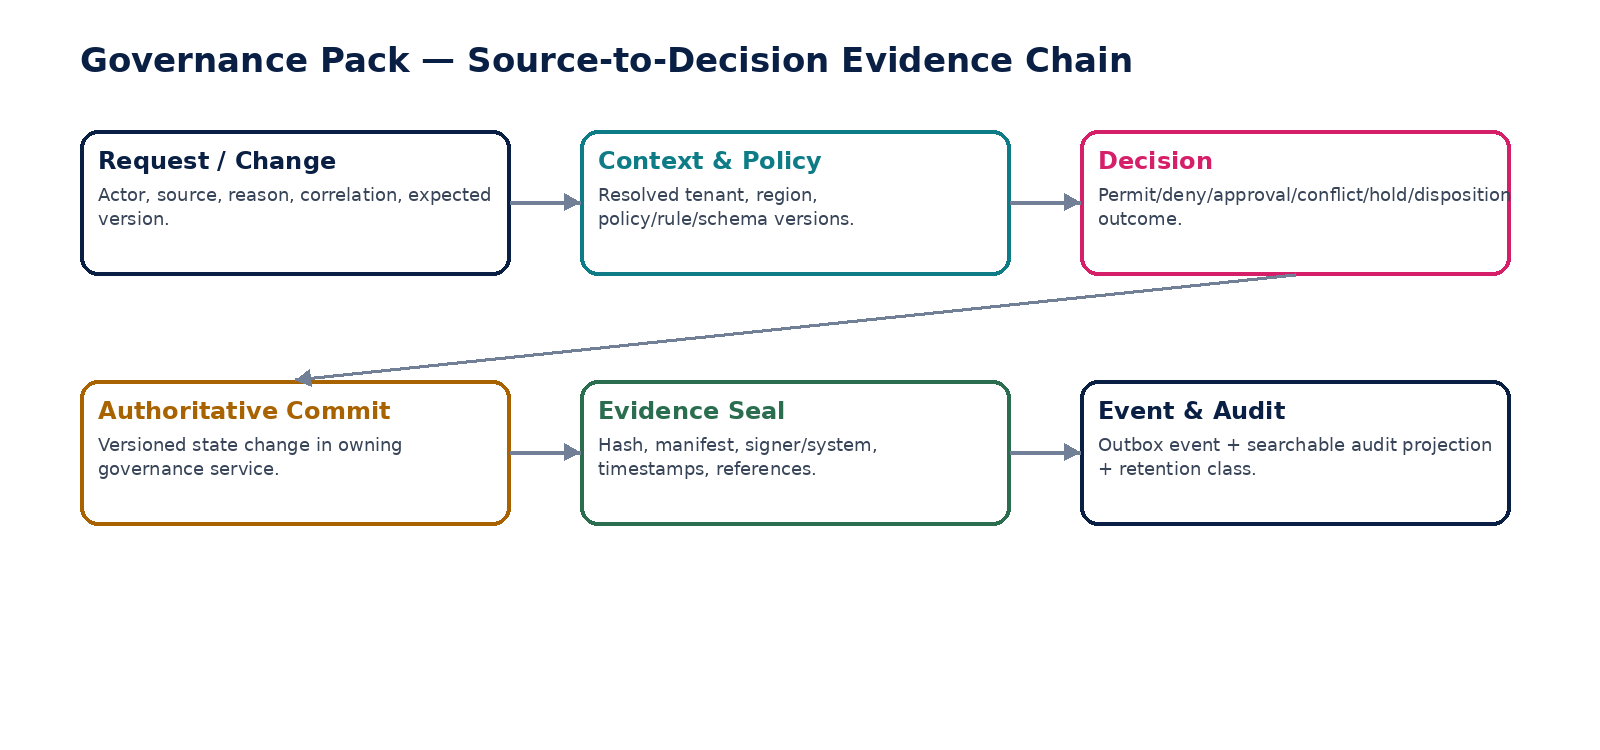 Governance Pack — Source-to-Decision Evidence Chain
Request / Change
Actor, source, reason, correlation, expected
version.
Context & Policy
Resolved tenant, region,
policy/rule/schema versions.
Decision
Permit/deny/approval/conflict/hold/disposition
outcome.
Authoritative Commit
Versioned state change in owning
governance service.
Evidence Seal
Hash, manifest, signer/system,
timestamps, references.
Event & Audit
Outbox event + searchable audit projection
+ retention class.